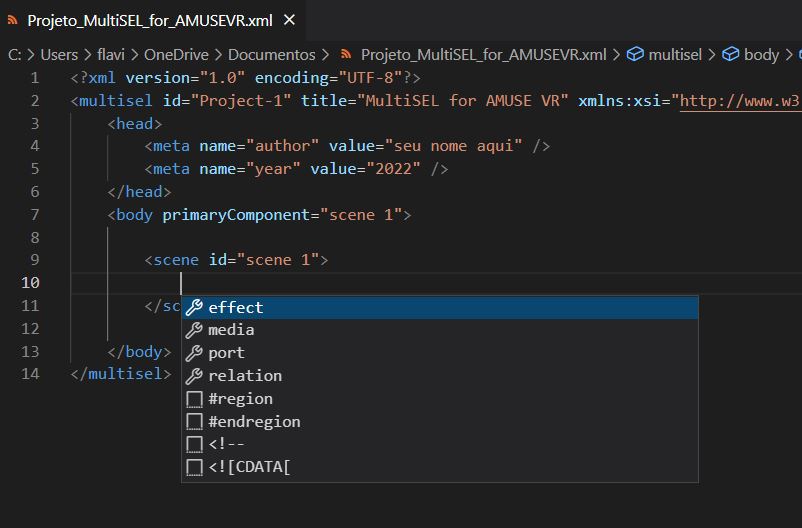 Projeto_MultiSEL_for_AMUSEVR.xml ×
C: > Users > flavi > OneDrive > Documentos > Projeto_MultiSEL_for_AMUSEVR.xml > multisel > body >
1 <?xml version="1.0" encoding="UTF-8"?>
2 <multisel id="Project-1" title="MultiSEL for AMUSE VR" xmlns:xsi="http://www.w3
3 <head>
4 <meta name="author" value="seu nome aqui" />
5 <meta name="year" value="2022" />
6 </head>
7 <body primaryComponent="scene 1">
8
9 <scene id="scene 1">
10
effect
11 </sc
media
12
port
13 </body>
relation
14 </multisel>
#region
#endregion
<!--
<![CDATA[